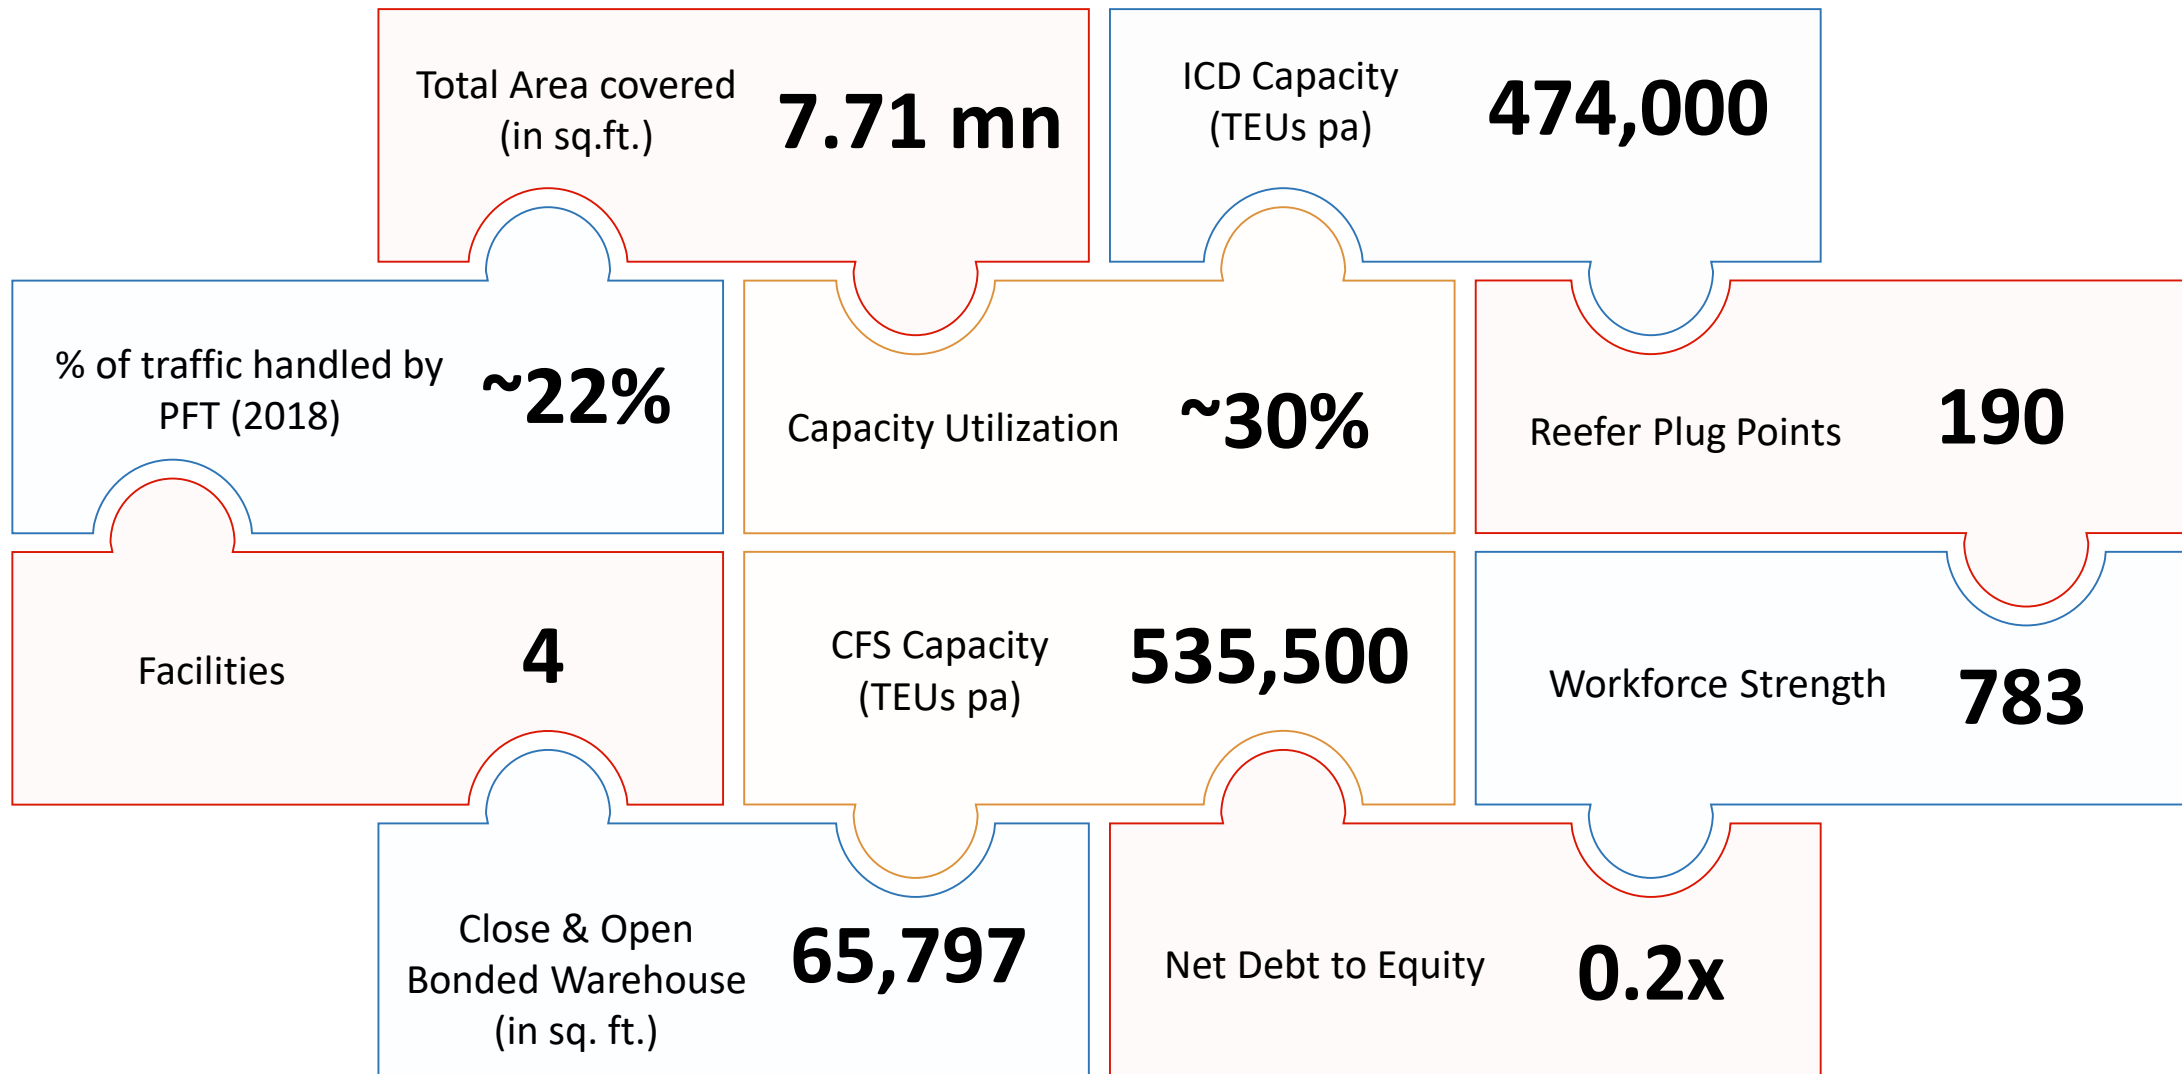 Total Area covered
(in sq.ft.)
7.71 mn
ICD Capacity
(TEUs pa)
474,000
% of traffic handled by
PFT (2018)
~22%
Capacity Utilization
~30%
Reefer Plug Points
190
Facilities
4
CFS Capacity
(TEUs pa)
535,500
Workforce Strength
783
Close & Open
Bonded Warehouse
(in sq. ft.)
65,797
Net Debt to Equity
0.2x